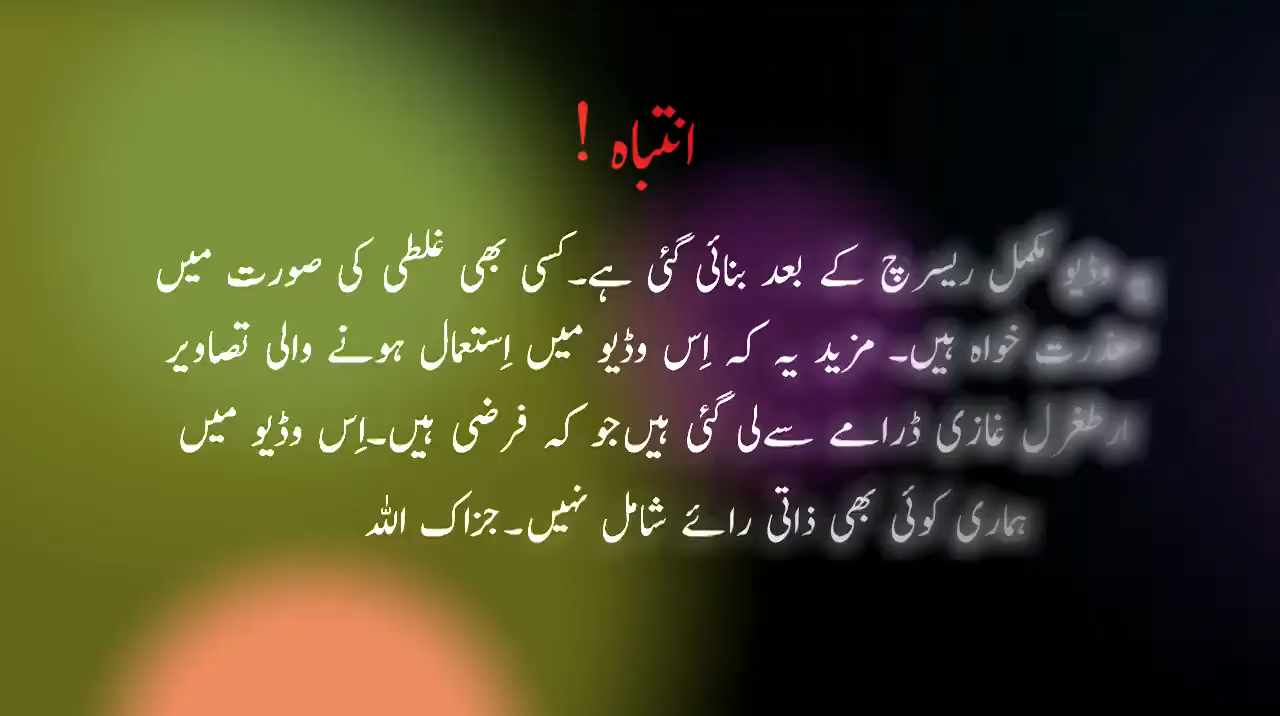 انتباہ !
یہ وڈیو مکمل ریسرچ کے بعد بنائی گئی ہے۔کسی بھی غلطی کی صورت میں
معذرت خواہ ہیں۔ مزید یہ کہ اِس وڈیو میں اِستعمال ہونے والی تصاویر
ارطغرل غازی ڈرامے سےلی گئی ہیں جو کہ فرضی ہیں۔اِس وڈیو میں
ہماری کوئی بھی ذاتی رائے شامل نہیں۔جزاک اللہ